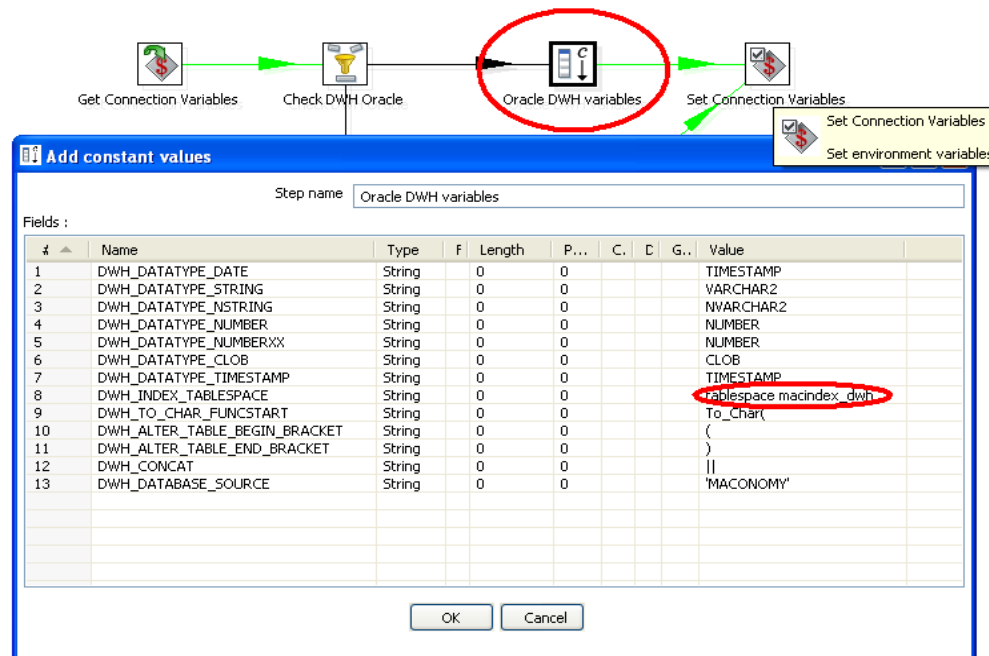 Get Connection Variables
Check DWH Oracle
Oracle DWH variables
Set Connection Variables
Set Connection Variables
Set environment variables
Add constant values
Step name Oracle DWH variables
Fields :
# Name Type F Length P... C. D G.. Value
1 DWH_DATATYPE_DATE String 0 0 TIMESTAMP
2 DWH_DATATYPE_STRING String 0 0 VARCHAR2
3 DWH_DATATYPE_NSTRING String 0 0 NVARCHAR2
4 DWH_DATATYPE_NUMBER String 0 0 NUMBER
5 DWH_DATATYPE_NUMBERXX String 0 0 NUMBER
6 DWH_DATATYPE_CLOB String 0 0 CLOB
7 DWH_DATATYPE_TIMESTAMP String 0 0 TIMESTAMP
8 DWH_INDEX_TABLESPACE String 0 0 tablespace macindex_dwh
9 DWH_TO_CHAR_FUNCSTART String 0 0 To_Char(
10 DWH_ALTER_TABLE_BEGIN_BRACKET String 0 0 (
11 DWH_ALTER_TABLE_END_BRACKET String 0 0 )
12 DWH_CONCAT String 0 0 ||
13 DWH_DATABASE_SOURCE String 0 0 'MACONOMY'
OK Cancel